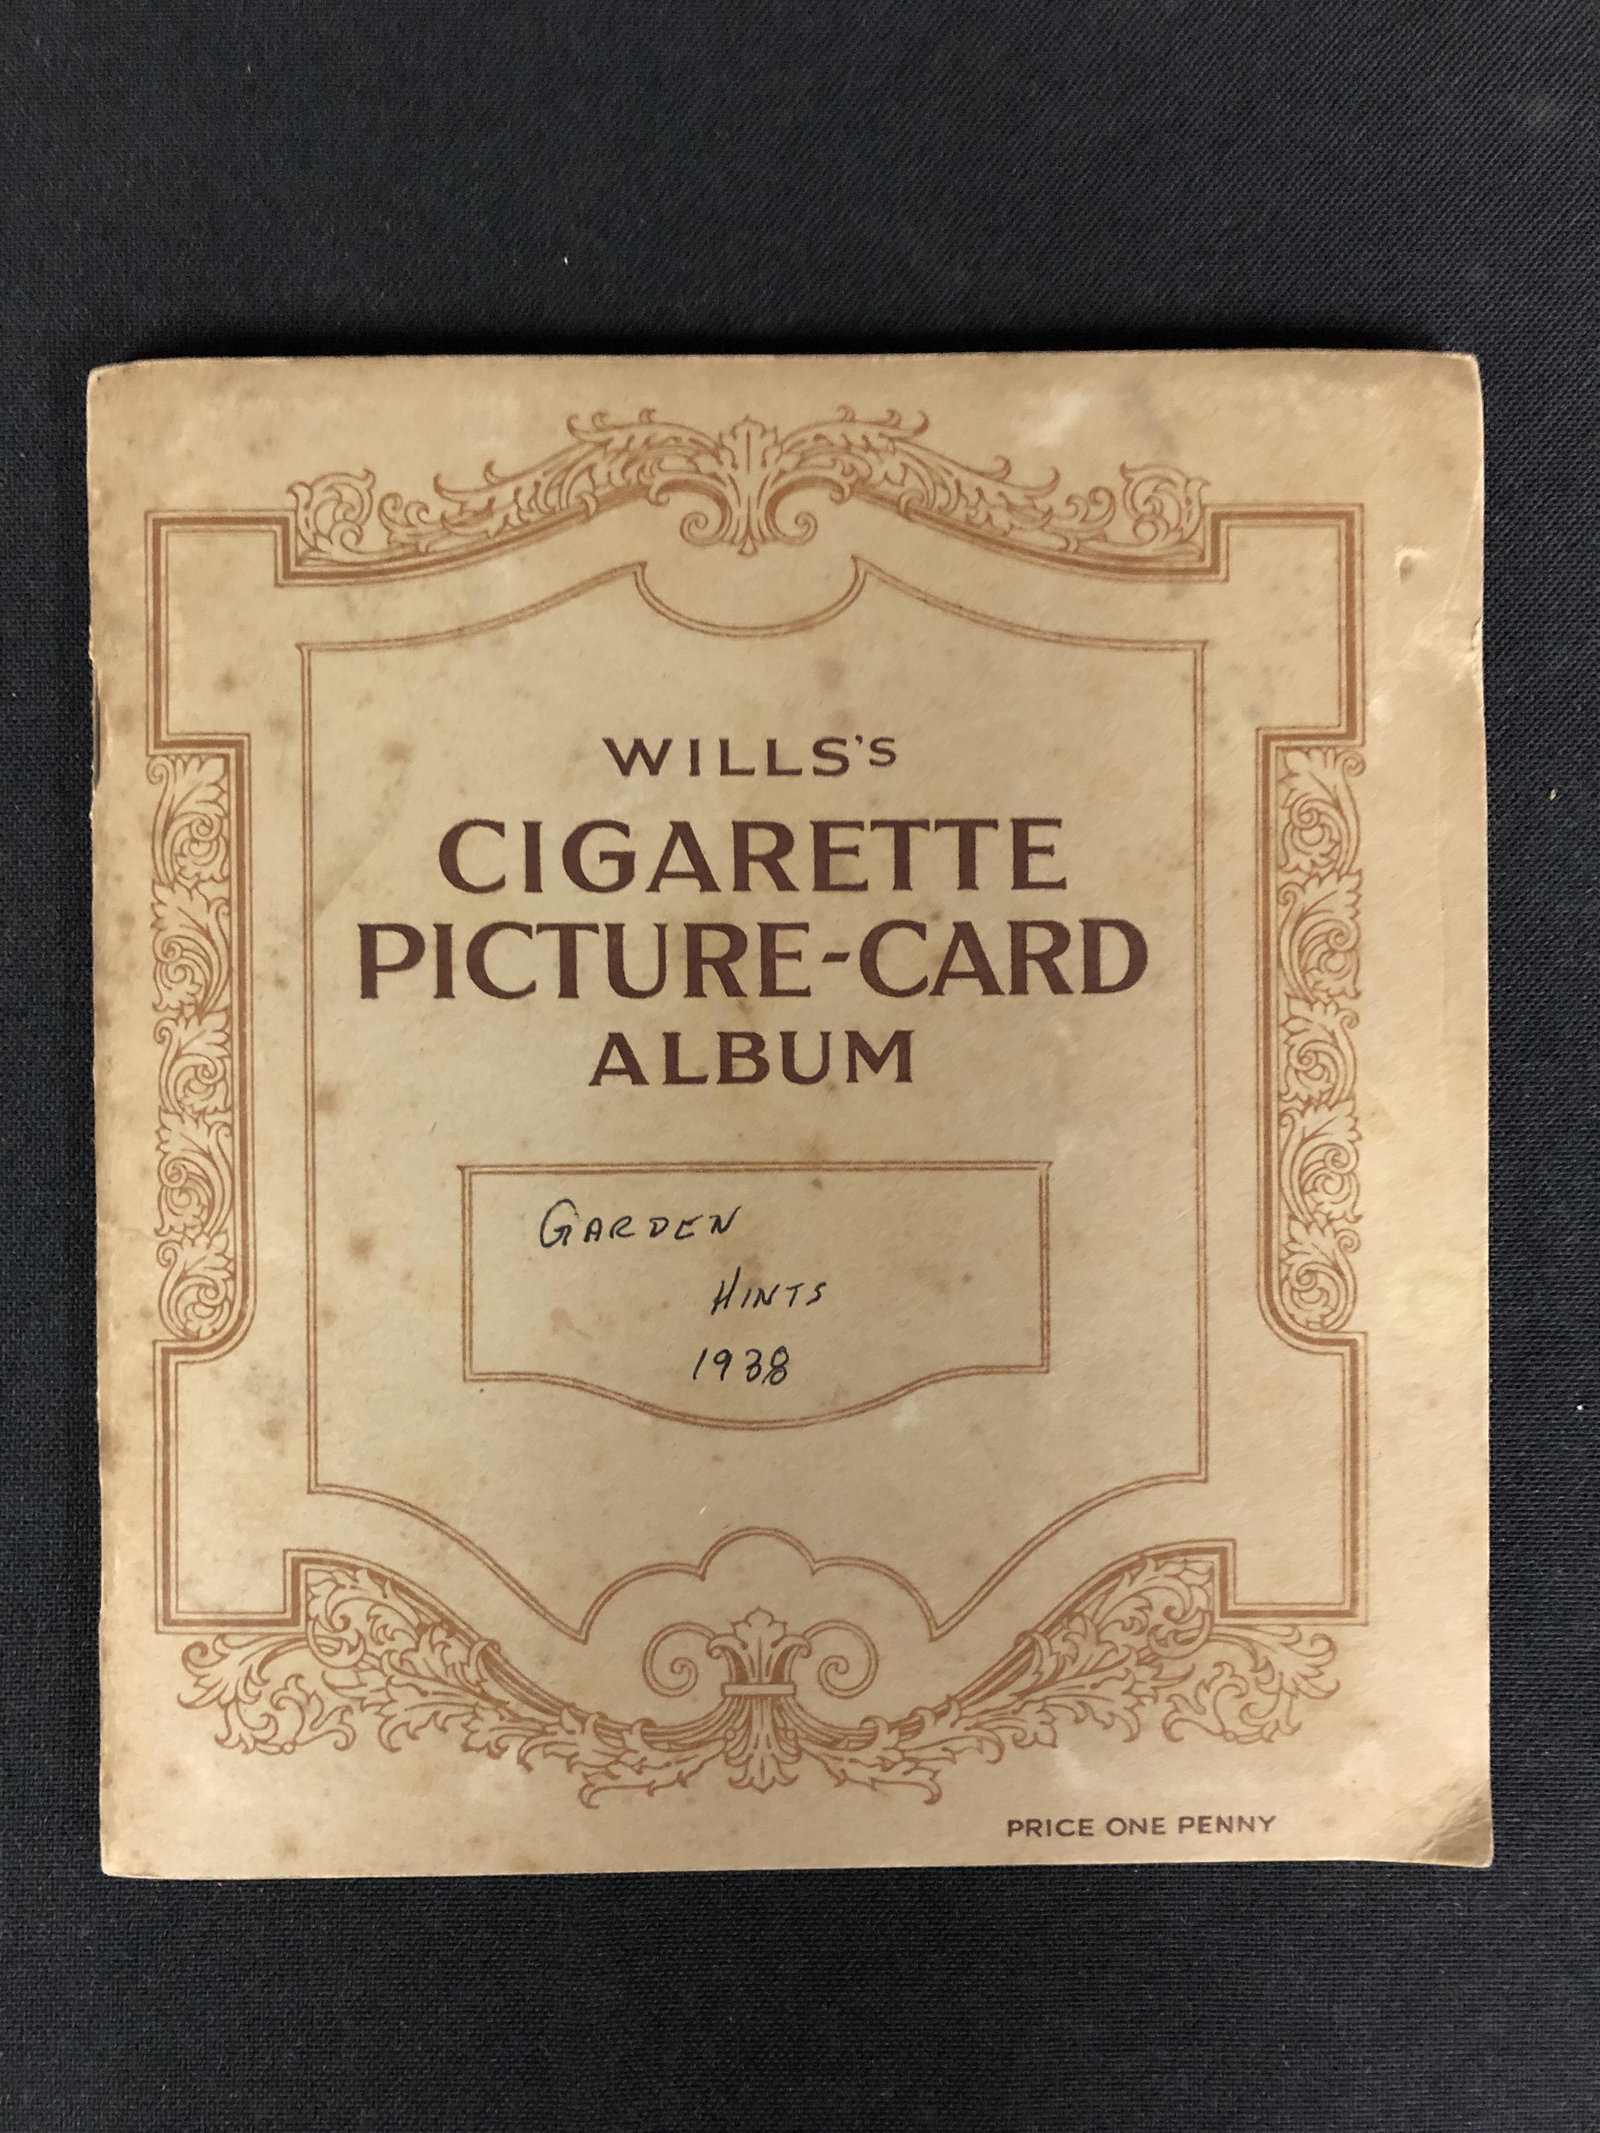 WILLS'S
CIGARETTE
PICTURE-CARD
ALBUM
GARDEN
HINTS
1938
PRICE ONE PENNY